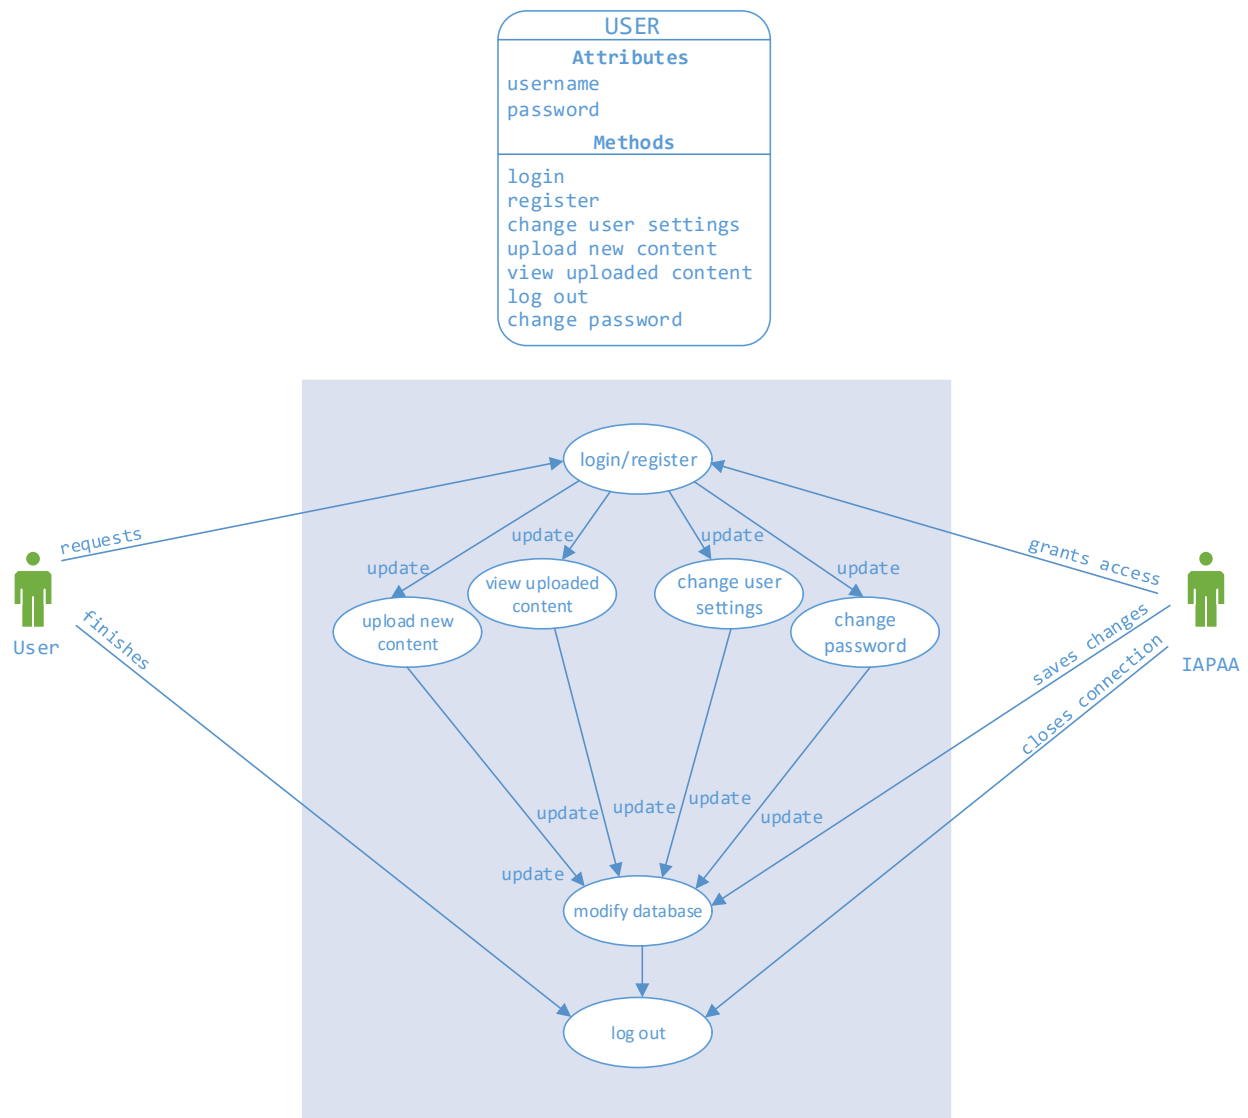 USER
Attributes
username
password
Methods
login
register
change user settings
upload new content
view uploaded content
log out
change password
login/register
requests
grants access
update
update
update
update
view uploaded
content
change user
settings
upload new
content
change
password
User
IAPAA
finishes
saves changes
closes connection
update
update
update
update
update
modify database
log out